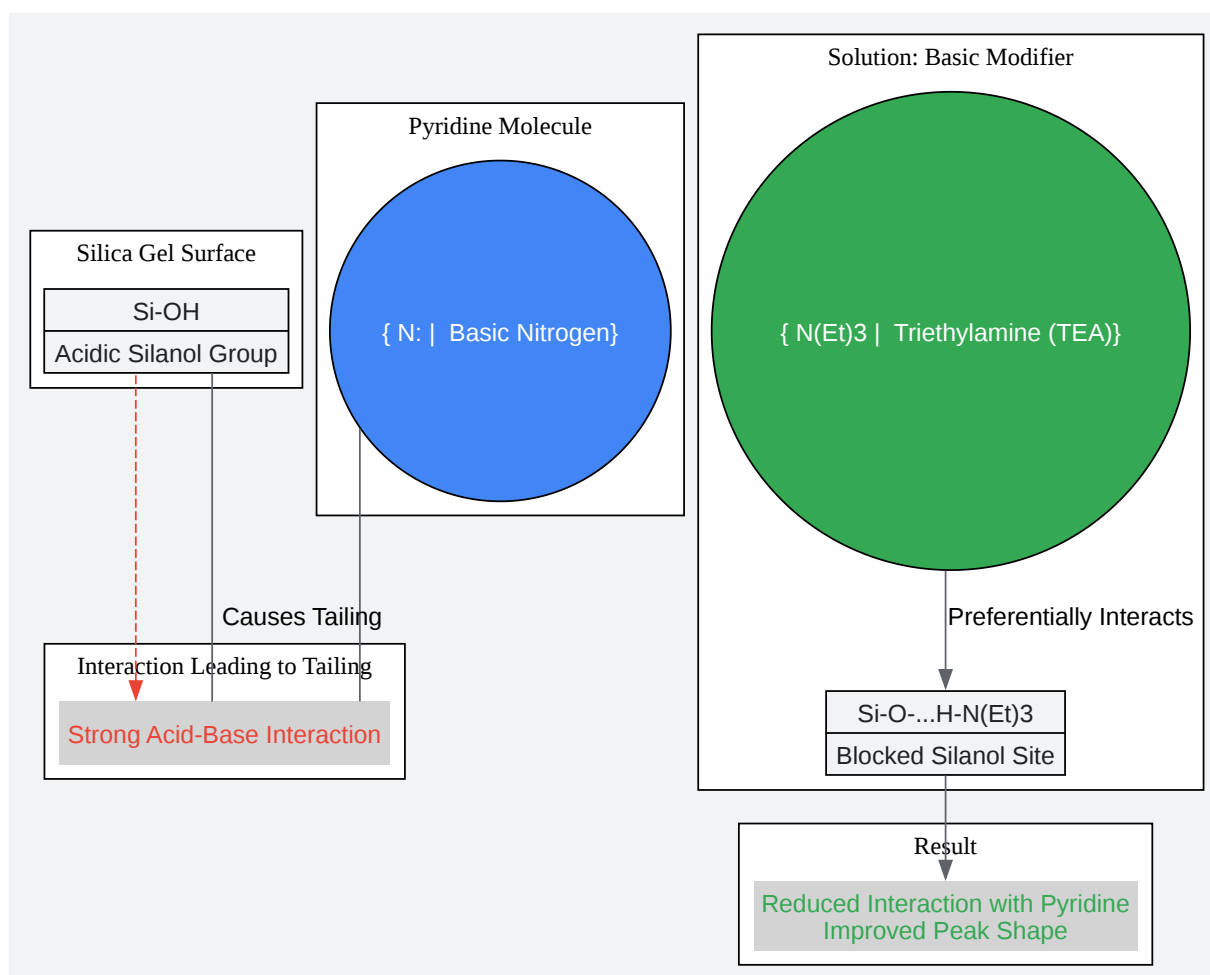 Solution: Basic Modifier
{ N(Et)3 |  Triethylamine (TEA)}
Pyridine Molecule
{ N: |  Basic Nitrogen}
Silica Gel Surface
Si-OH
Acidic Silanol Group
Causes Tailing
Preferentially Interacts
Interaction Leading to Tailing
Strong Acid-Base Interaction
Si-O-...H-N(Et)3
Blocked Silanol Site
Result
Reduced Interaction with Pyridine
Improved Peak Shape